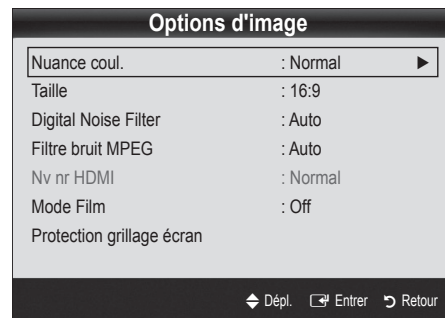 Options d'image
Nuance coul. : Normal ►
Taille : 16:9
Digital Noise Filter : Auto
Filtre bruit MPEG : Auto
Nv nr HDMI : Normal
Mode Film : Off
Protection grillage écran
Dépl. Entrer Retour